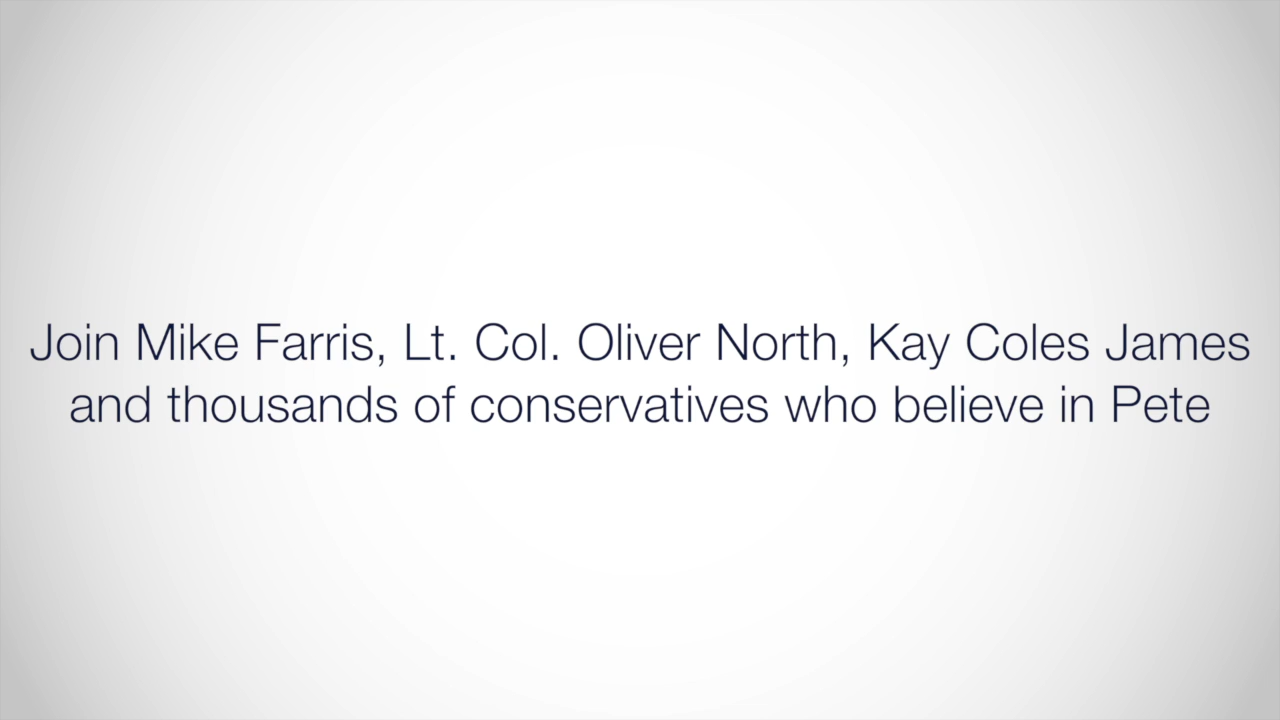 Join Mike Farris, Lt. Col. Oliver North, Kay Coles James
and thousands of conservatives who believe in Pete